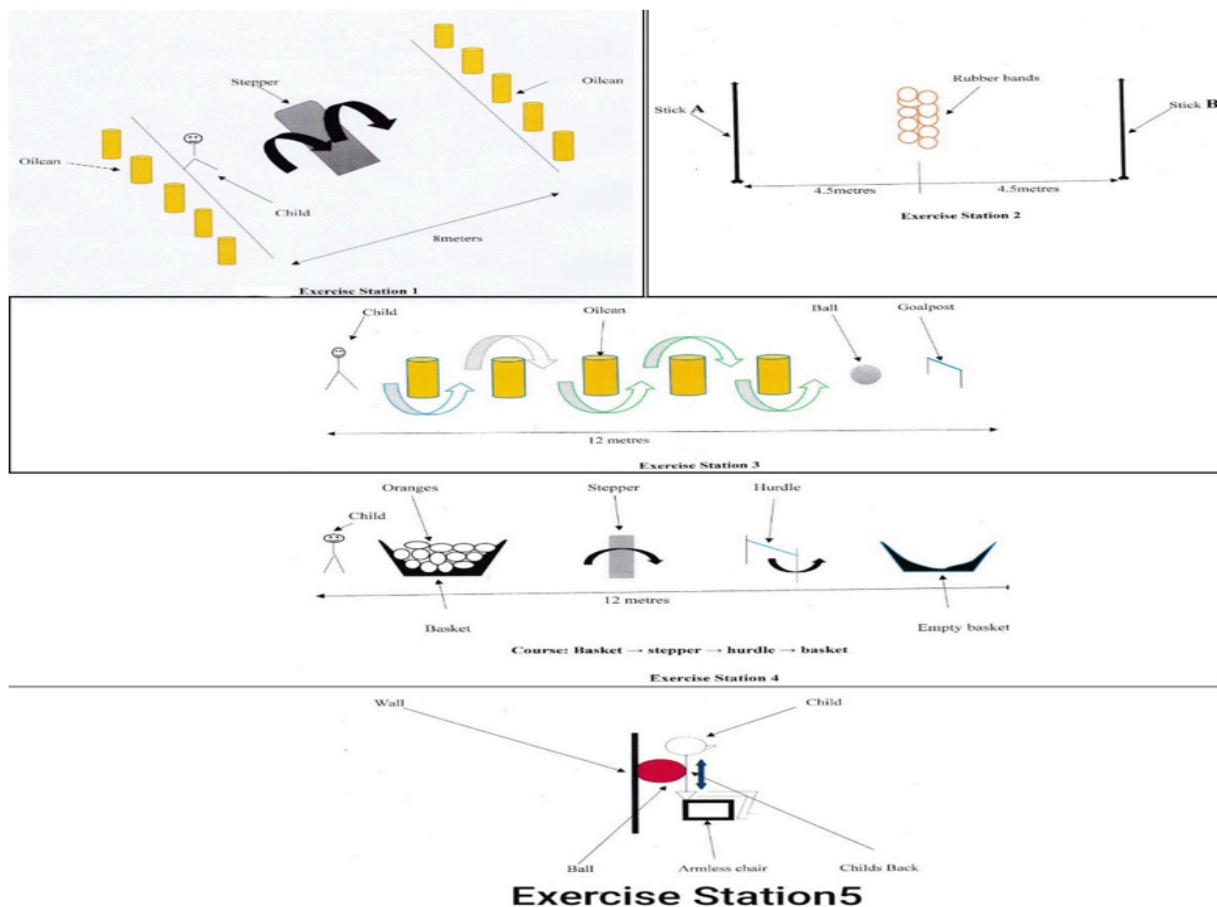 Stepper
Oilcan
Oilcan
Child
8meters
Exercise Station 1
Rubber bands
Stick A
Stick B
4.5metres
4.5metres
Exercise Station 2
Child
Oilcan
Ball
Goalpost
12 metres
Exercise Station 3
Oranges
Stepper
Hurdle
Child
12 metres
Basket
Empty basket
Course: Basket → stepper → hurdle → basket
Exercise Station 4
Wall
Child
Ball
Armless chair
Childs Back
Exercise Station5